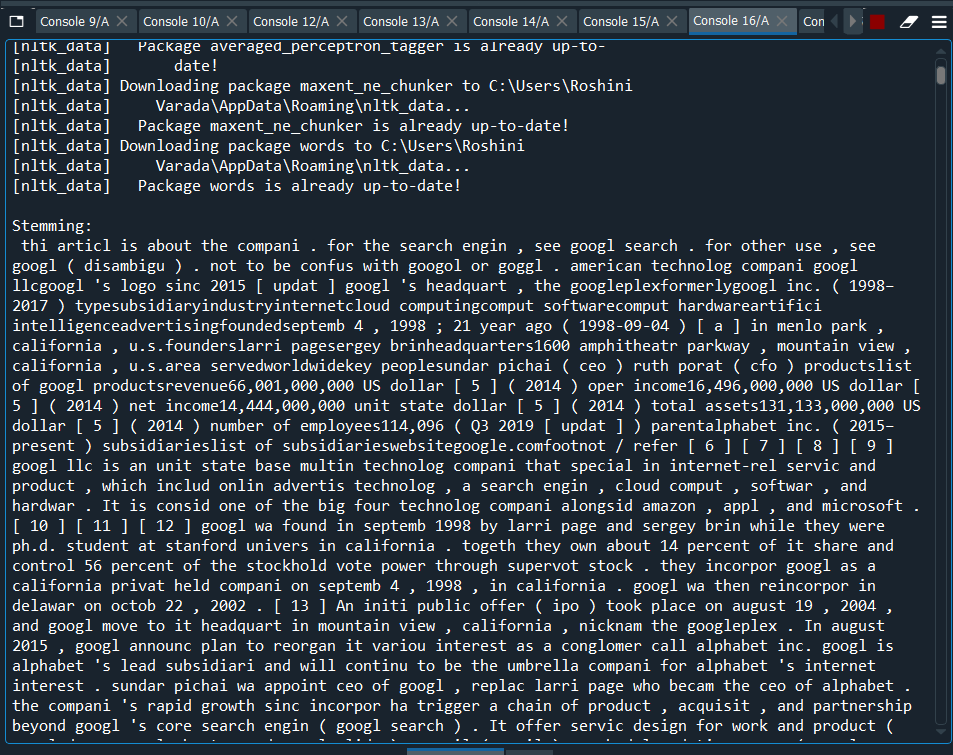 Console 9/A Console 10/A Console 12/A Console 13/A Console 14/A Console 15/A Console 16/A Con
[nltk_data]   Package averaged_perceptron_tagger is already up-to-
[nltk_data]       date!
[nltk_data] Downloading package maxent_ne_chunker to C:\Users\Roshini
[nltk_data]     Varada\AppData\Roaming\nltk_data...
[nltk_data]   Package maxent_ne_chunker is already up-to-date!
[nltk_data] Downloading package words to C:\Users\Roshini
[nltk_data]     Varada\AppData\Roaming\nltk_data...
[nltk_data]   Package words is already up-to-date!
Stemming:
thi articl is about the compani . for the search engin , see googl search . for other use , see
googl ( disambigu ) . not to be confus with googol or goggl . american technolog compani googl
llcgoogl 's logo sinc 2015 [ updat ] googl 's headquart , the googleplexformerlygoogl inc. ( 1998–
2017 ) typesubsidiaryindustryinternetcloud computingcomput softwarecomput hardwareartifici
intelligenceadvertisingfoundedseptemb 4 , 1998 ; 21 year ago ( 1998-09-04 ) [ a ] in menlo park ,
california , u.s.founderslarri pagesergey brinheadquarters1600 amphitheatr parkway , mountain view ,
california , u.s.area servedworldwidekey peoplesundar pichai ( ceo ) ruth porat ( cfo ) productslist
of googl productsrevenue66,001,000,000 US dollar [ 5 ] ( 2014 ) oper income16,496,000,000 US dollar [
5 ] ( 2014 ) net income14,444,000,000 unit state dollar [ 5 ] ( 2014 ) total assets131,133,000,000 US
dollar [ 5 ] ( 2014 ) number of employees114,096 ( Q3 2019 [ updat ] ) parentalphabet inc. ( 2015–
present ) subsidiarieslist of subsidiarieswebsitegoogle.comfootnot / refer [ 6 ] [ 7 ] [ 8 ] [ 9 ]
googl llc is an unit state base multin technolog compani that special in internet-rel servic and
product , which includ onlin advertis technolog , a search engin , cloud comput , softwar , and
hardwar . It is consid one of the big four technolog compani alongsid amazon , appl , and microsoft .
[ 10 ] [ 11 ] [ 12 ] googl wa found in septemb 1998 by larri page and sergey brin while they were
ph.d. student at stanford univers in california . togeth they own about 14 percent of it share and
control 56 percent of the stockhold vote power through supervot stock . they incorpor googl as a
california privat held compani on septemb 4 , 1998 , in california . googl wa then reincorpor in
delawar on octob 22 , 2002 . [ 13 ] An initi public offer ( ipo ) took place on august 19 , 2004 ,
and googl move to it headquart in mountain view , california , nicknam the googleplex . In august
2015 , googl announc plan to reorgan it variou interest as a conglomer call alphabet inc. googl is
alphabet 's lead subsidiari and will continu to be the umbrella compani for alphabet 's internet
interest . sundar pichai wa appoint ceo of googl , replac larri page who becam the ceo of alphabet .
the compani 's rapid growth sinc incorpor ha trigger a chain of product , acquisit , and partnership
beyond googl 's core search engin ( googl search ) . It offer servic design for work and product (